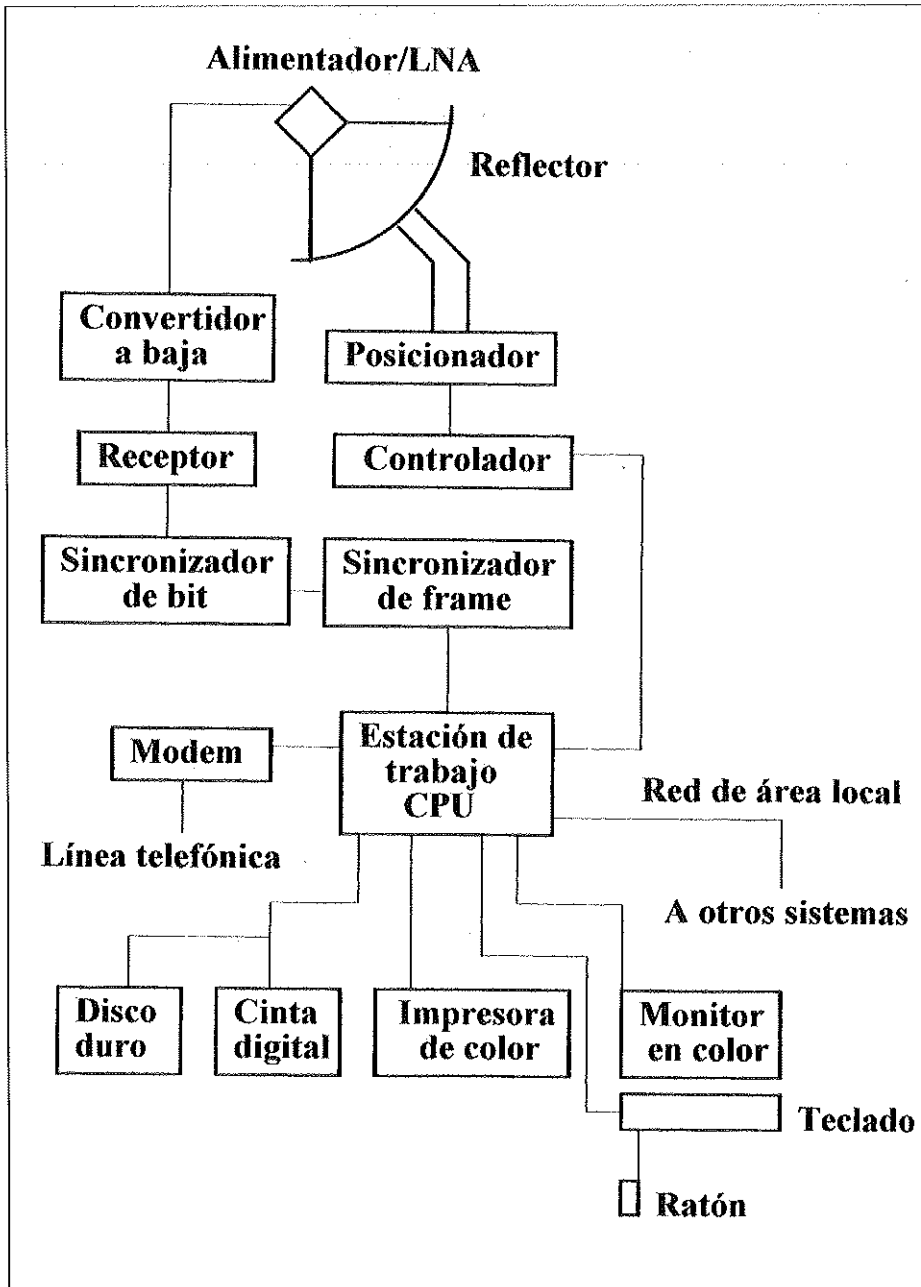 Alimentador/LNA
Reflector
Convertidor
a baja
Posicionador
Receptor
Controlador
Sincronizador
de bit
Sincronizador
de frame
Modem
Estación de
trabajo
CPU
Red de área local
Línea telefónica
A otros sistemas
Disco
duro
Cinta
digital
Impresora
de color
Monitor
en color
Teclado
Ratón